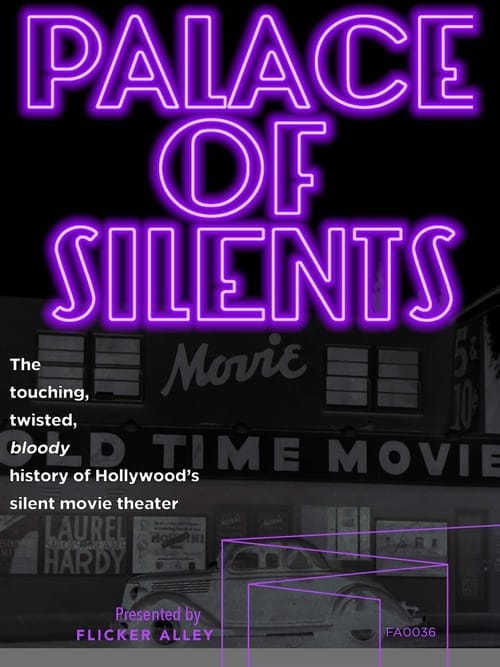 PALACE
OF
SILENTS
Movie
The
touching,
twisted,
bloody
history of Hollywood's
silent movie theater
5 &
10¢
OLD TIME MOVIE
LAUREL
HARDY
Presented by
FLICKER ALLEY
FA0036